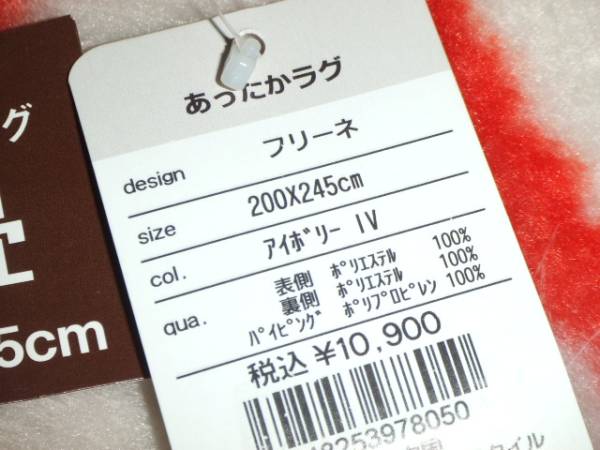 あったかラグ
design フリーネ
size 200X245cm
col. アイボリー IV
qua. 表側 ポリエステル 100%
裏側 ポリエステル 100%
パイピング ポリプロピレン 100%
税込 ¥10,900
253978050
グ
5cm